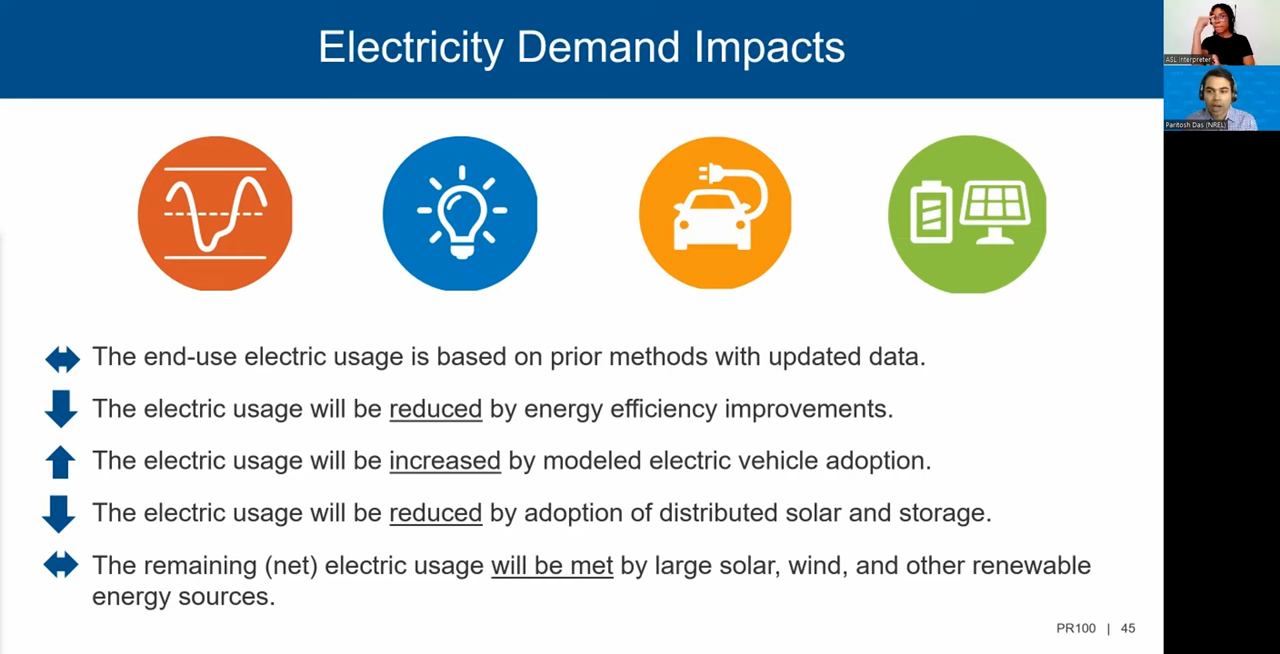 Electricity Demand Impacts
ASL Interpreter
Paritosh Das (NREL)
The end-use electric usage is based on prior methods with updated data.
The electric usage will be reduced by energy efficiency improvements.
The electric usage will be increased by modeled electric vehicle adoption.
The electric usage will be reduced by adoption of distributed solar and storage.
The remaining (net) electric usage will be met by large solar, wind, and other renewable
energy sources.
PR100 | 45